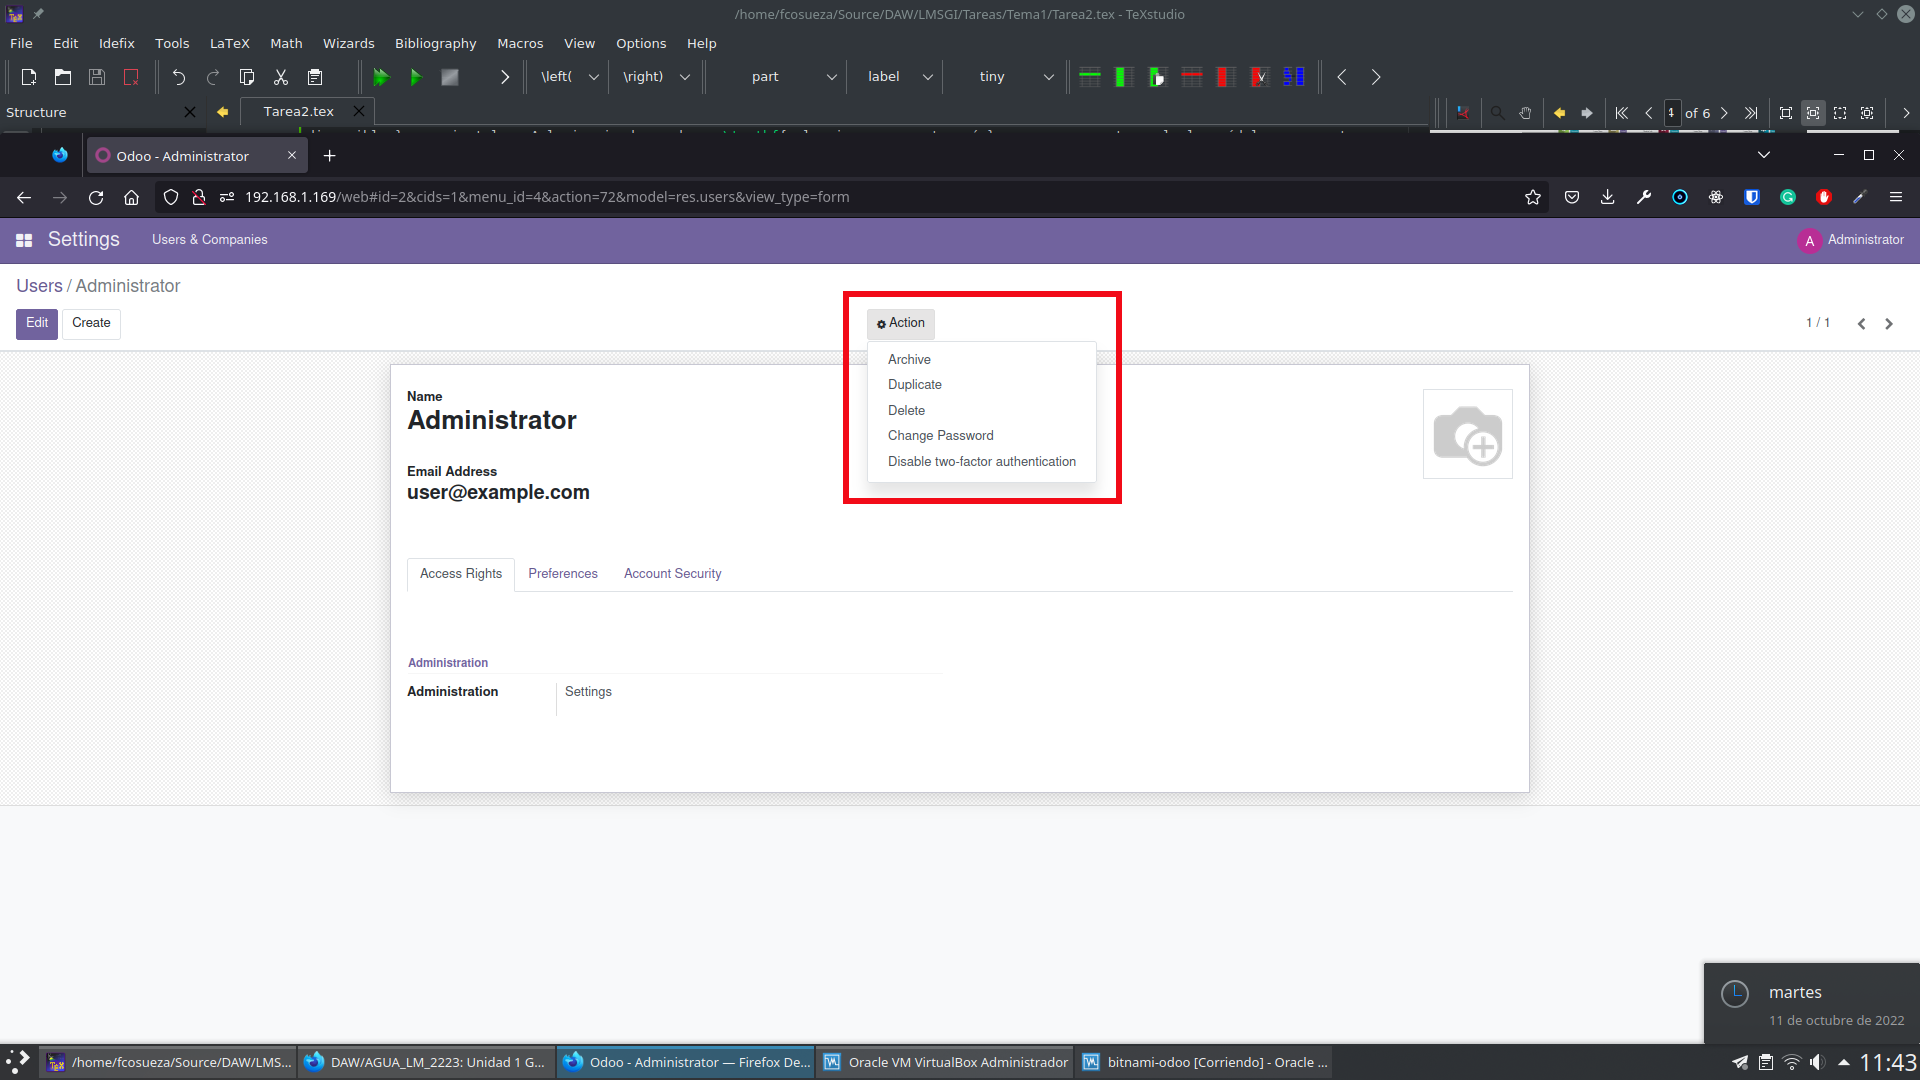 /home/fcosueza/Source/DAW/LMSGI/Tareas/Tema1/Tarea2.tex - TeXstudio
File Edit Idefix Tools LaTeX Math Wizards Bibliography Macros View Options Help
\left( \right) part label tiny
Structure Tarea2.tex of 6
Odoo - Administrator
192.168.1.169/web#id=2&cids=1&menu_id=4&action=72&model=res.users&view_type=form
Settings Users & Companies A Administrator
Users / Administrator
Edit Create Action 1 / 1
Archive
Duplicate
Delete
Change Password
Disable two-factor authentication
Name
Administrator
Email Address
user@example.com
Access Rights Preferences Account Security
Administration
Administration Settings
martes
11 de octubre de 2022
/home/fcosueza/Source/DAW/LMS... DAW/AGUA_LM_2223: Unidad 1 G... Odoo - Administrator — Firefox De... Oracle VM VirtualBox Administrador bitnami-odoo [Corriendo] - Oracle ... 11:43